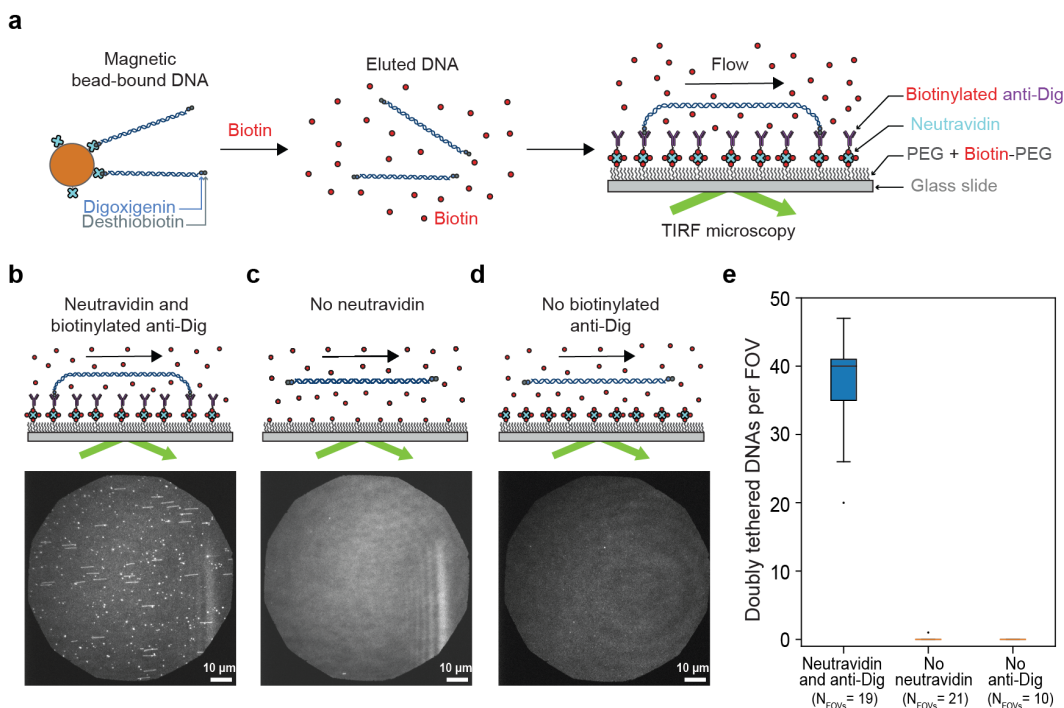 a
Magnetic
bead-bound DNA
Biotin
Digoxigenin
Desthiobiotin
Eluted DNA
Biotin
Flow
TIRF microscopy
Biotinylated anti-Dig
Neutravidin
PEG + Biotin-PEG
Glass slide
b
Neutravidin and
biotinylated anti-Dig
10 µm
c
No neutravidin
10 µm
d
No biotinylated
anti-Dig
10 µm
e
Doubly tethered DNAs per FOV
50
40
30
20
10
0
Neutravidin
and anti-Dig
(N_FOVs = 19)
No
neutravidin
(N_FOVs = 21)
No
anti-Dig
(N_FOVs = 10)